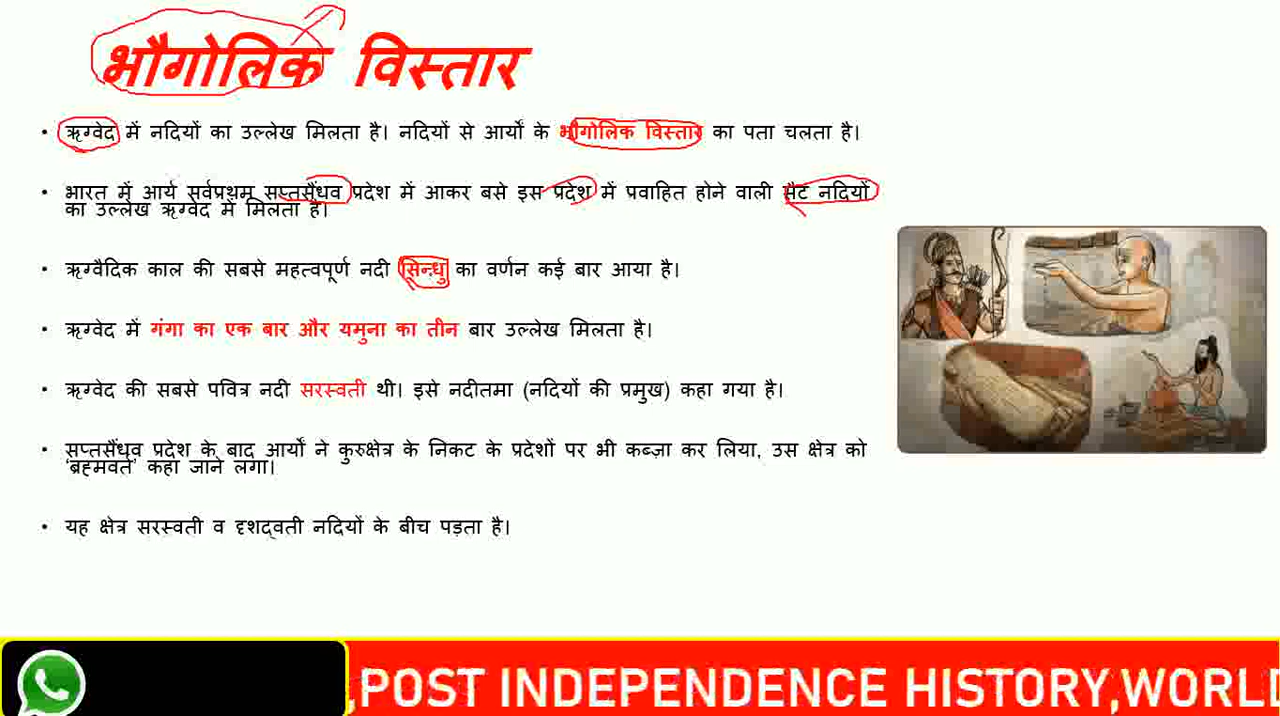 भौगोलिक विस्तार
• ऋग्वेद में नदियों का उल्लेख मिलता है। नदियों से आर्यों के भौगोलिक विस्तार का पता चलता है।
• भारत में आर्य सर्वप्रथम सप्तसैंधव प्रदेश में आकर बसे इस प्रदेश में प्रवाहित होने वाली सैट नदियों
का उल्लेख ऋग्वेद में मिलता है।
• ऋग्वैदिक काल की सबसे महत्वपूर्ण नदी सिन्धु का वर्णन कई बार आया है।
• ऋग्वेद में गंगा का एक बार और यमुना का तीन बार उल्लेख मिलता है।
• ऋग्वेद की सबसे पवित्र नदी सरस्वती थी। इसे नदीतमा (नदियों की प्रमुख) कहा गया है।
• सप्तसैंधव प्रदेश के बाद आर्यों ने कुरुक्षेत्र के निकट के प्रदेशों पर भी कब्ज़ा कर लिया, उस क्षेत्र को
‘ब्रह्मवर्त’ कहा जाने लगा।
• यह क्षेत्र सरस्वती व दृशद्वती नदियों के बीच पड़ता है।
,POST INDEPENDENCE HISTORY,WORLD